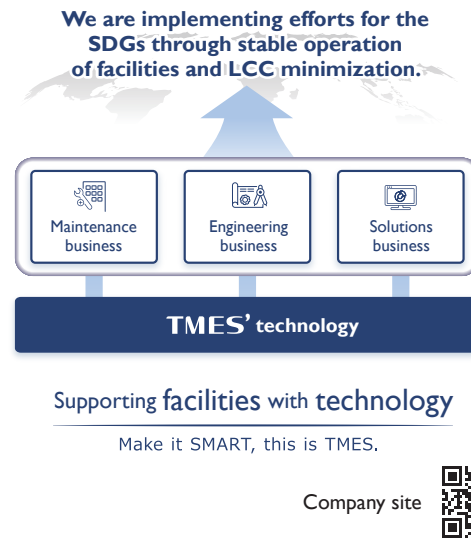 We are implementing efforts for the
SDGs through stable operation
of facilities and LCC minimization.
Maintenance
business
Engineering
business
Solutions
business
TMES' technology
Supporting facilities with technology
Make it SMART, this is TMES.
Company site